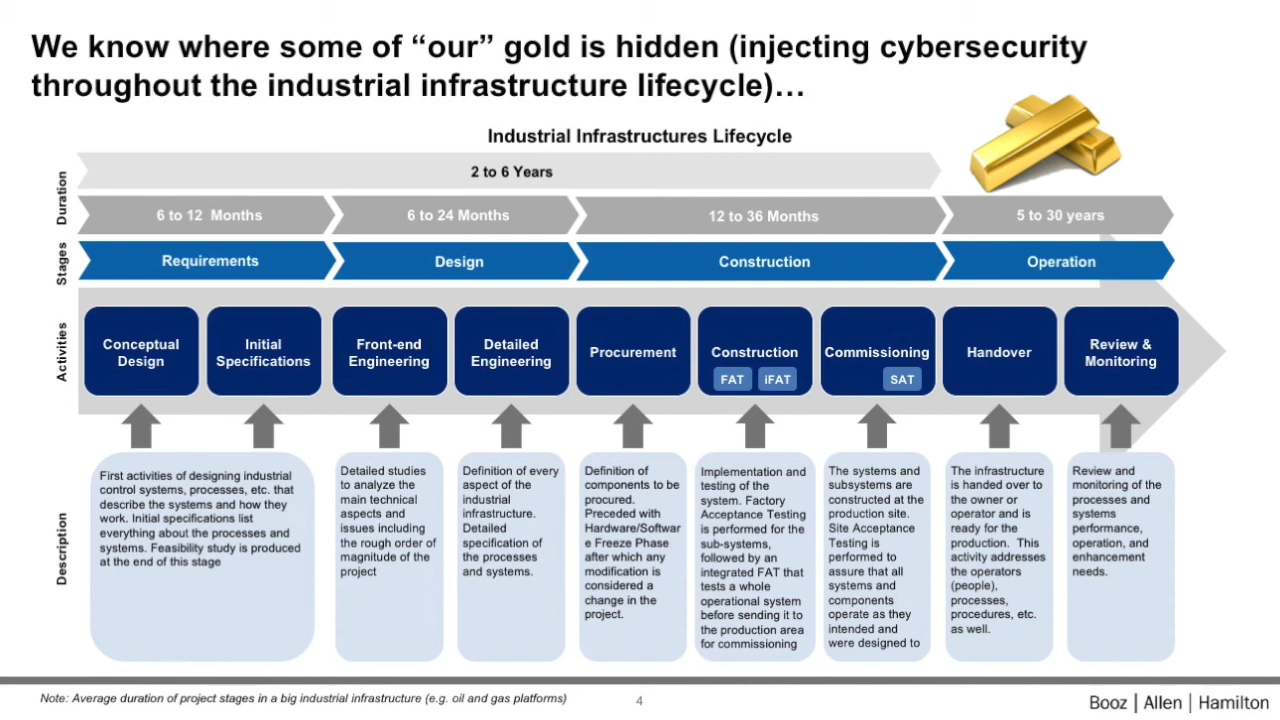 We know where some of “our” gold is hidden (injecting cybersecurity
throughout the industrial infrastructure lifecycle)…
Industrial Infrastructures Lifecycle
Duration
2 to 6 Years
6 to 12 Months
6 to 24 Months
12 to 36 Months
5 to 30 years
Stages
Requirements
Design
Construction
Operation
Activities
Conceptual
Design
Initial
Specifications
Front-end
Engineering
Detailed
Engineering
Procurement
Construction
FAT
iFAT
Commissioning
SAT
Handover
Review &
Monitoring
Description
First activities of designing industrial
control systems, processes, etc. that
describe the systems and how they
work. Initial specifications list
everything about the processes and
systems. Feasibility study is produced
at the end of this stage
Detailed studies
to analyze the
main technical
aspects and
issues including
the rough order of
magnitude of the
project
Definition of every
aspect of the
industrial
infrastructure.
Detailed
specification of
the processes
and systems.
Definition of
components to be
procured.
Preceded with
Hardware/Softwar
e Freeze Phase
after which any
modification is
considered a
change in the
project.
Implementation and
testing of the
system. Factory
Acceptance Testing
is performed for the
sub-systems,
followed by an
integrated FAT that
tests a whole
operational system
before sending it to
the production area
for commissioning
The systems and
subsystems are
constructed at the
production site.
Site Acceptance
Testing is
performed to
assure that all
systems and
components
operate as they
intended and
were designed to
The infrastructure
is handed over to
the owner or
operator and is
ready for the
production. This
activity addresses
the operators
(people),
processes,
procedures, etc.
as well.
Review and
monitoring of the
processes and
systems
performance,
operation, and
enhancement
needs.
Note: Average duration of project stages in a big industrial infrastructure (e.g. oil and gas platforms)
4
Booz | Allen | Hamilton